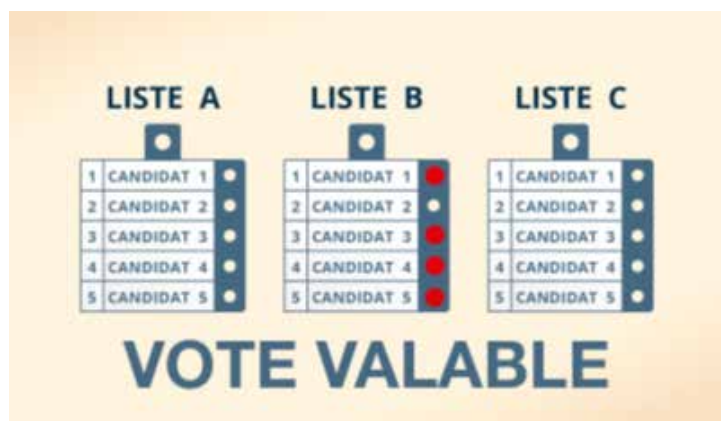 LISTE A LISTE B LISTE C
1 CANDIDAT 1 1 CANDIDAT 1 1 CANDIDAT 1
2 CANDIDAT 2 2 CANDIDAT 2 2 CANDIDAT 2
3 CANDIDAT 3 3 CANDIDAT 3 3 CANDIDAT 3
4 CANDIDAT 4 4 CANDIDAT 4 4 CANDIDAT 4
5 CANDIDAT 5 5 CANDIDAT 5 5 CANDIDAT 5
VOTE VALABLE